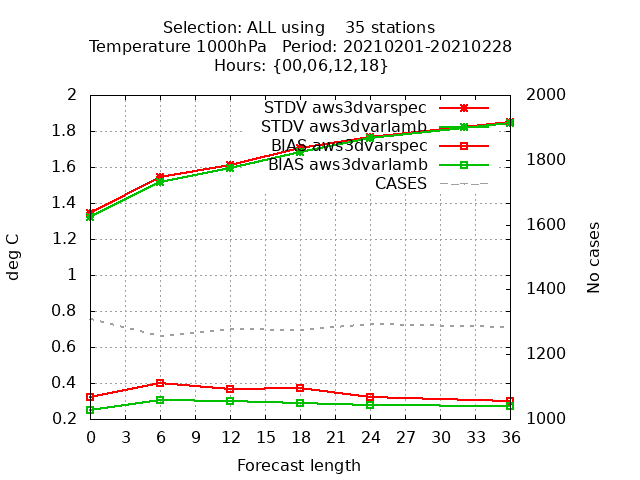 Selection: ALL using 35 stations
Temperature 1000hPa Period: 20210201-20210228
Hours: {00,06,12,18}
2
1.8
1.6
1.4
1.2
1
0.8
0.6
0.4
0.2
deg C
STDV aws3dvarspec
STDV aws3dvarlamb
BIAS aws3dvarspec
BIAS aws3dvarlamb
CASES
2000
1800
1600
1400
1200
1000
No cases
0 3 6 9 12 15 18 21 24 27 30 33 36
Forecast length